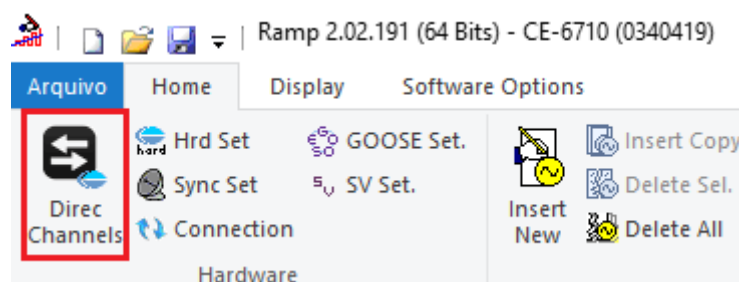 Ramp 2.02.191 (64 Bits) - CE-6710 (0340419)
Arquivo Home Display Software Options
Direc
Channels
Hrd Set
Sync Set
Connection
GOOSE Set.
SV Set.
Hardware
Insert
New
Insert Copy
Delete Sel.
Delete All